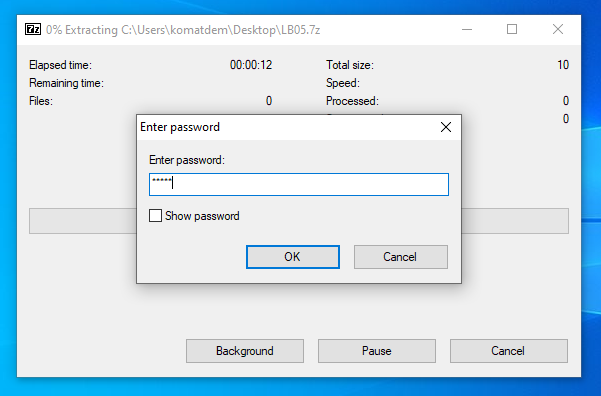 7z 0% Extracting C:\Users\komatdem\Desktop\LB05.7z
Elapsed time: 00:00:12 Total size: 10
Remaining time: Speed:
Files: 0 Processed: 0
0
Enter password
Enter password:
*****
Show password
OK Cancel
Background Pause Cancel